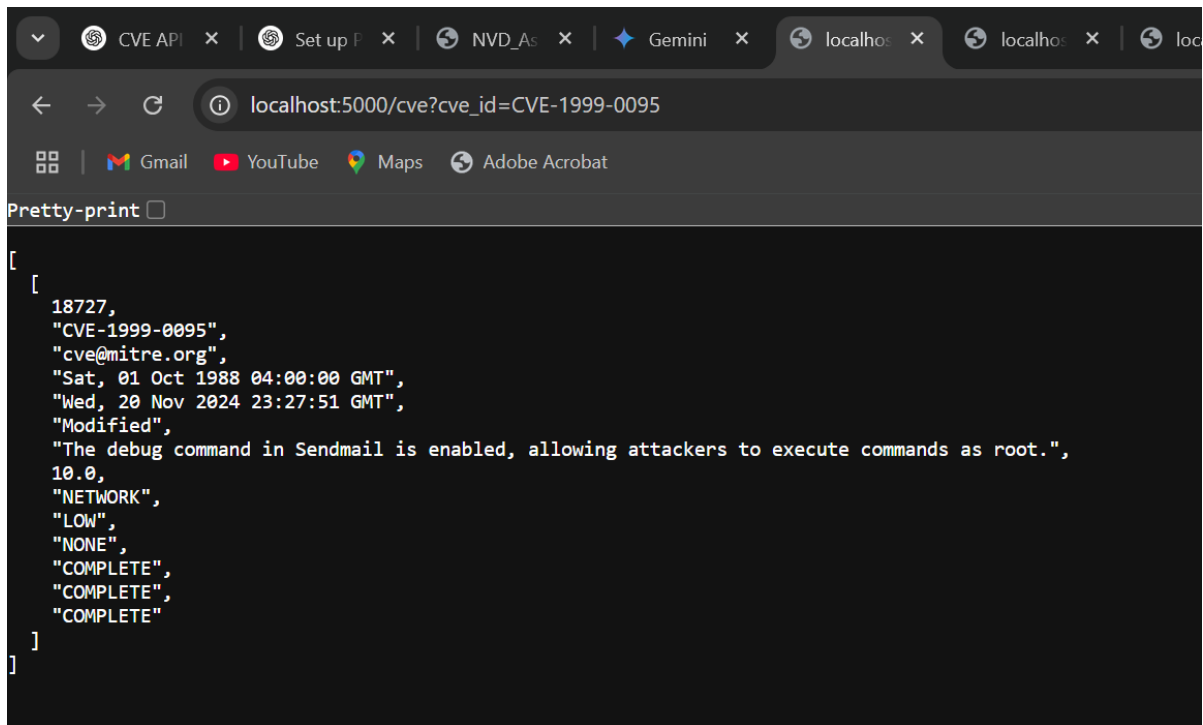 CVE API
Set up P
NVD_As
Gemini
localhos
localhos
loc
localhost:5000/cve?cve_id=CVE-1999-0095
Gmail
YouTube
Maps
Adobe Acrobat
Pretty-print
[
[
18727,
"CVE-1999-0095",
"cve@mitre.org",
"Sat, 01 Oct 1988 04:00:00 GMT",
"Wed, 20 Nov 2024 23:27:51 GMT",
"Modified",
"The debug command in Sendmail is enabled, allowing attackers to execute commands as root.",
10.0,
"NETWORK",
"LOW",
"NONE",
"COMPLETE",
"COMPLETE",
"COMPLETE"
]
]